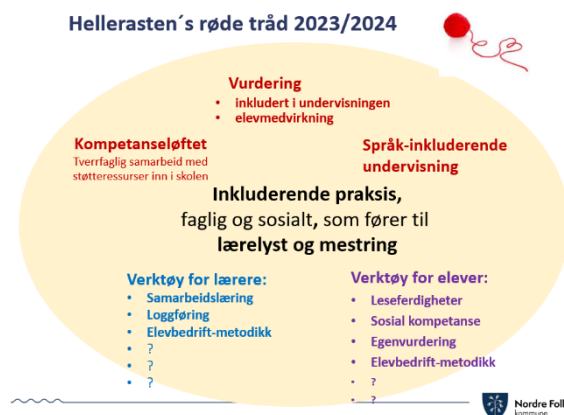 Hellerasten´s røde tråd 2023/2024
Vurdering
• inkludert i undervisningen
• elevmedvirkning
Kompetanseløftet
Tverrfaglig samarbeid med
støtteressurser inn i skolen
Språk-inkluderende
undervisning
Inkluderende praksis,
faglig og sosialt, som fører til
lærelyst og mestring
Verktøy for lærere:
• Samarbeidslæring
• Loggføring
• Elevbedrift-metodikk
• ?
• ?
• ?
Verktøy for elever:
• Leseferdigheter
• Sosial kompetanse
• Egenvurdering
• Elevbedrift-metodikk
• ?
• ?
Nordre Foll
kommune